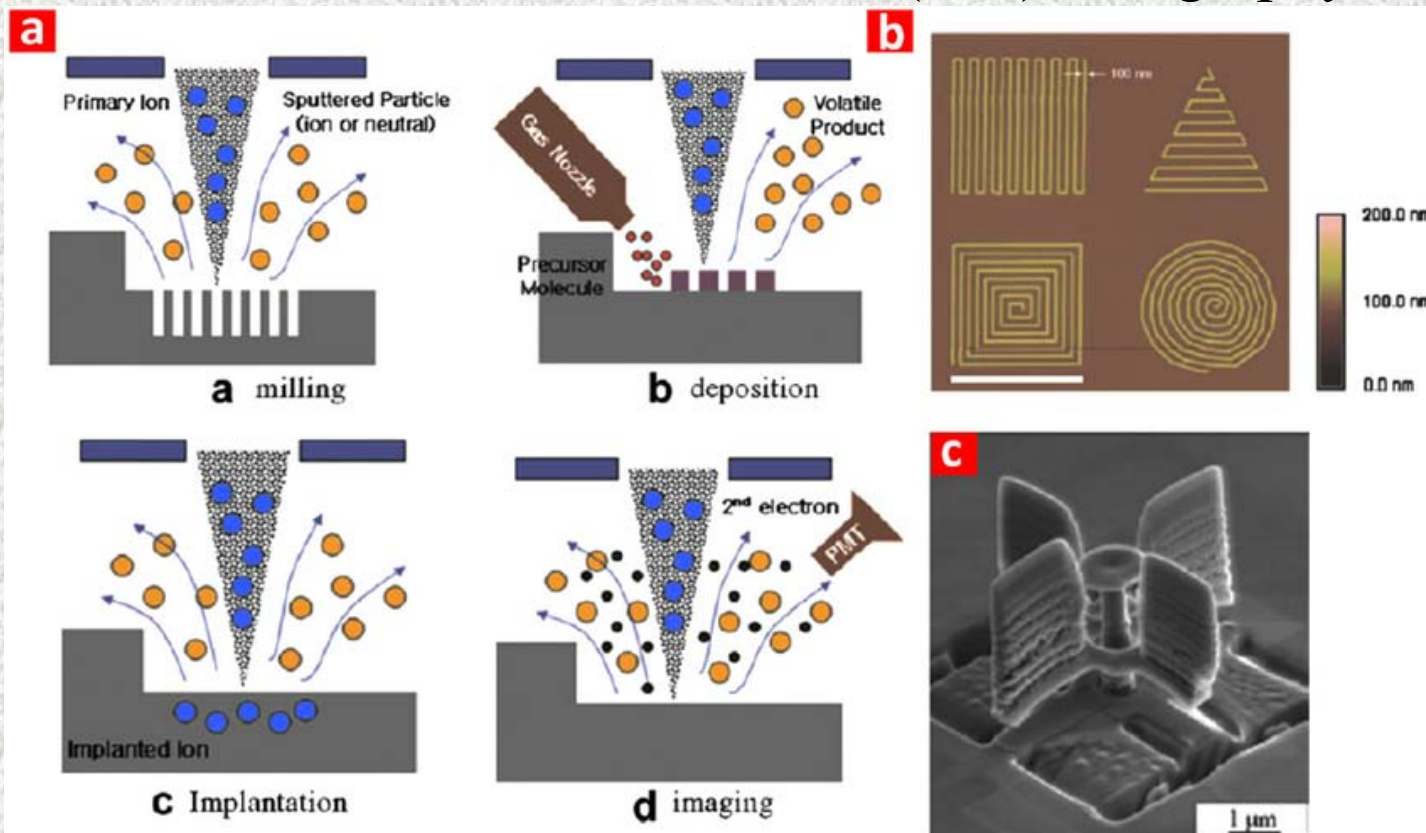 a
Primary Ion
Sputtered Particle
(ion or neutral)
a milling
Gas Nozzle
Volatile
Product
Precursor
Molecule
b deposition
Implanted Ion
c Implantation
2nd electron
PMT
d imaging
b
100 nm
200.0 nm
100.0 nm
0.0 nm
c
1 µm